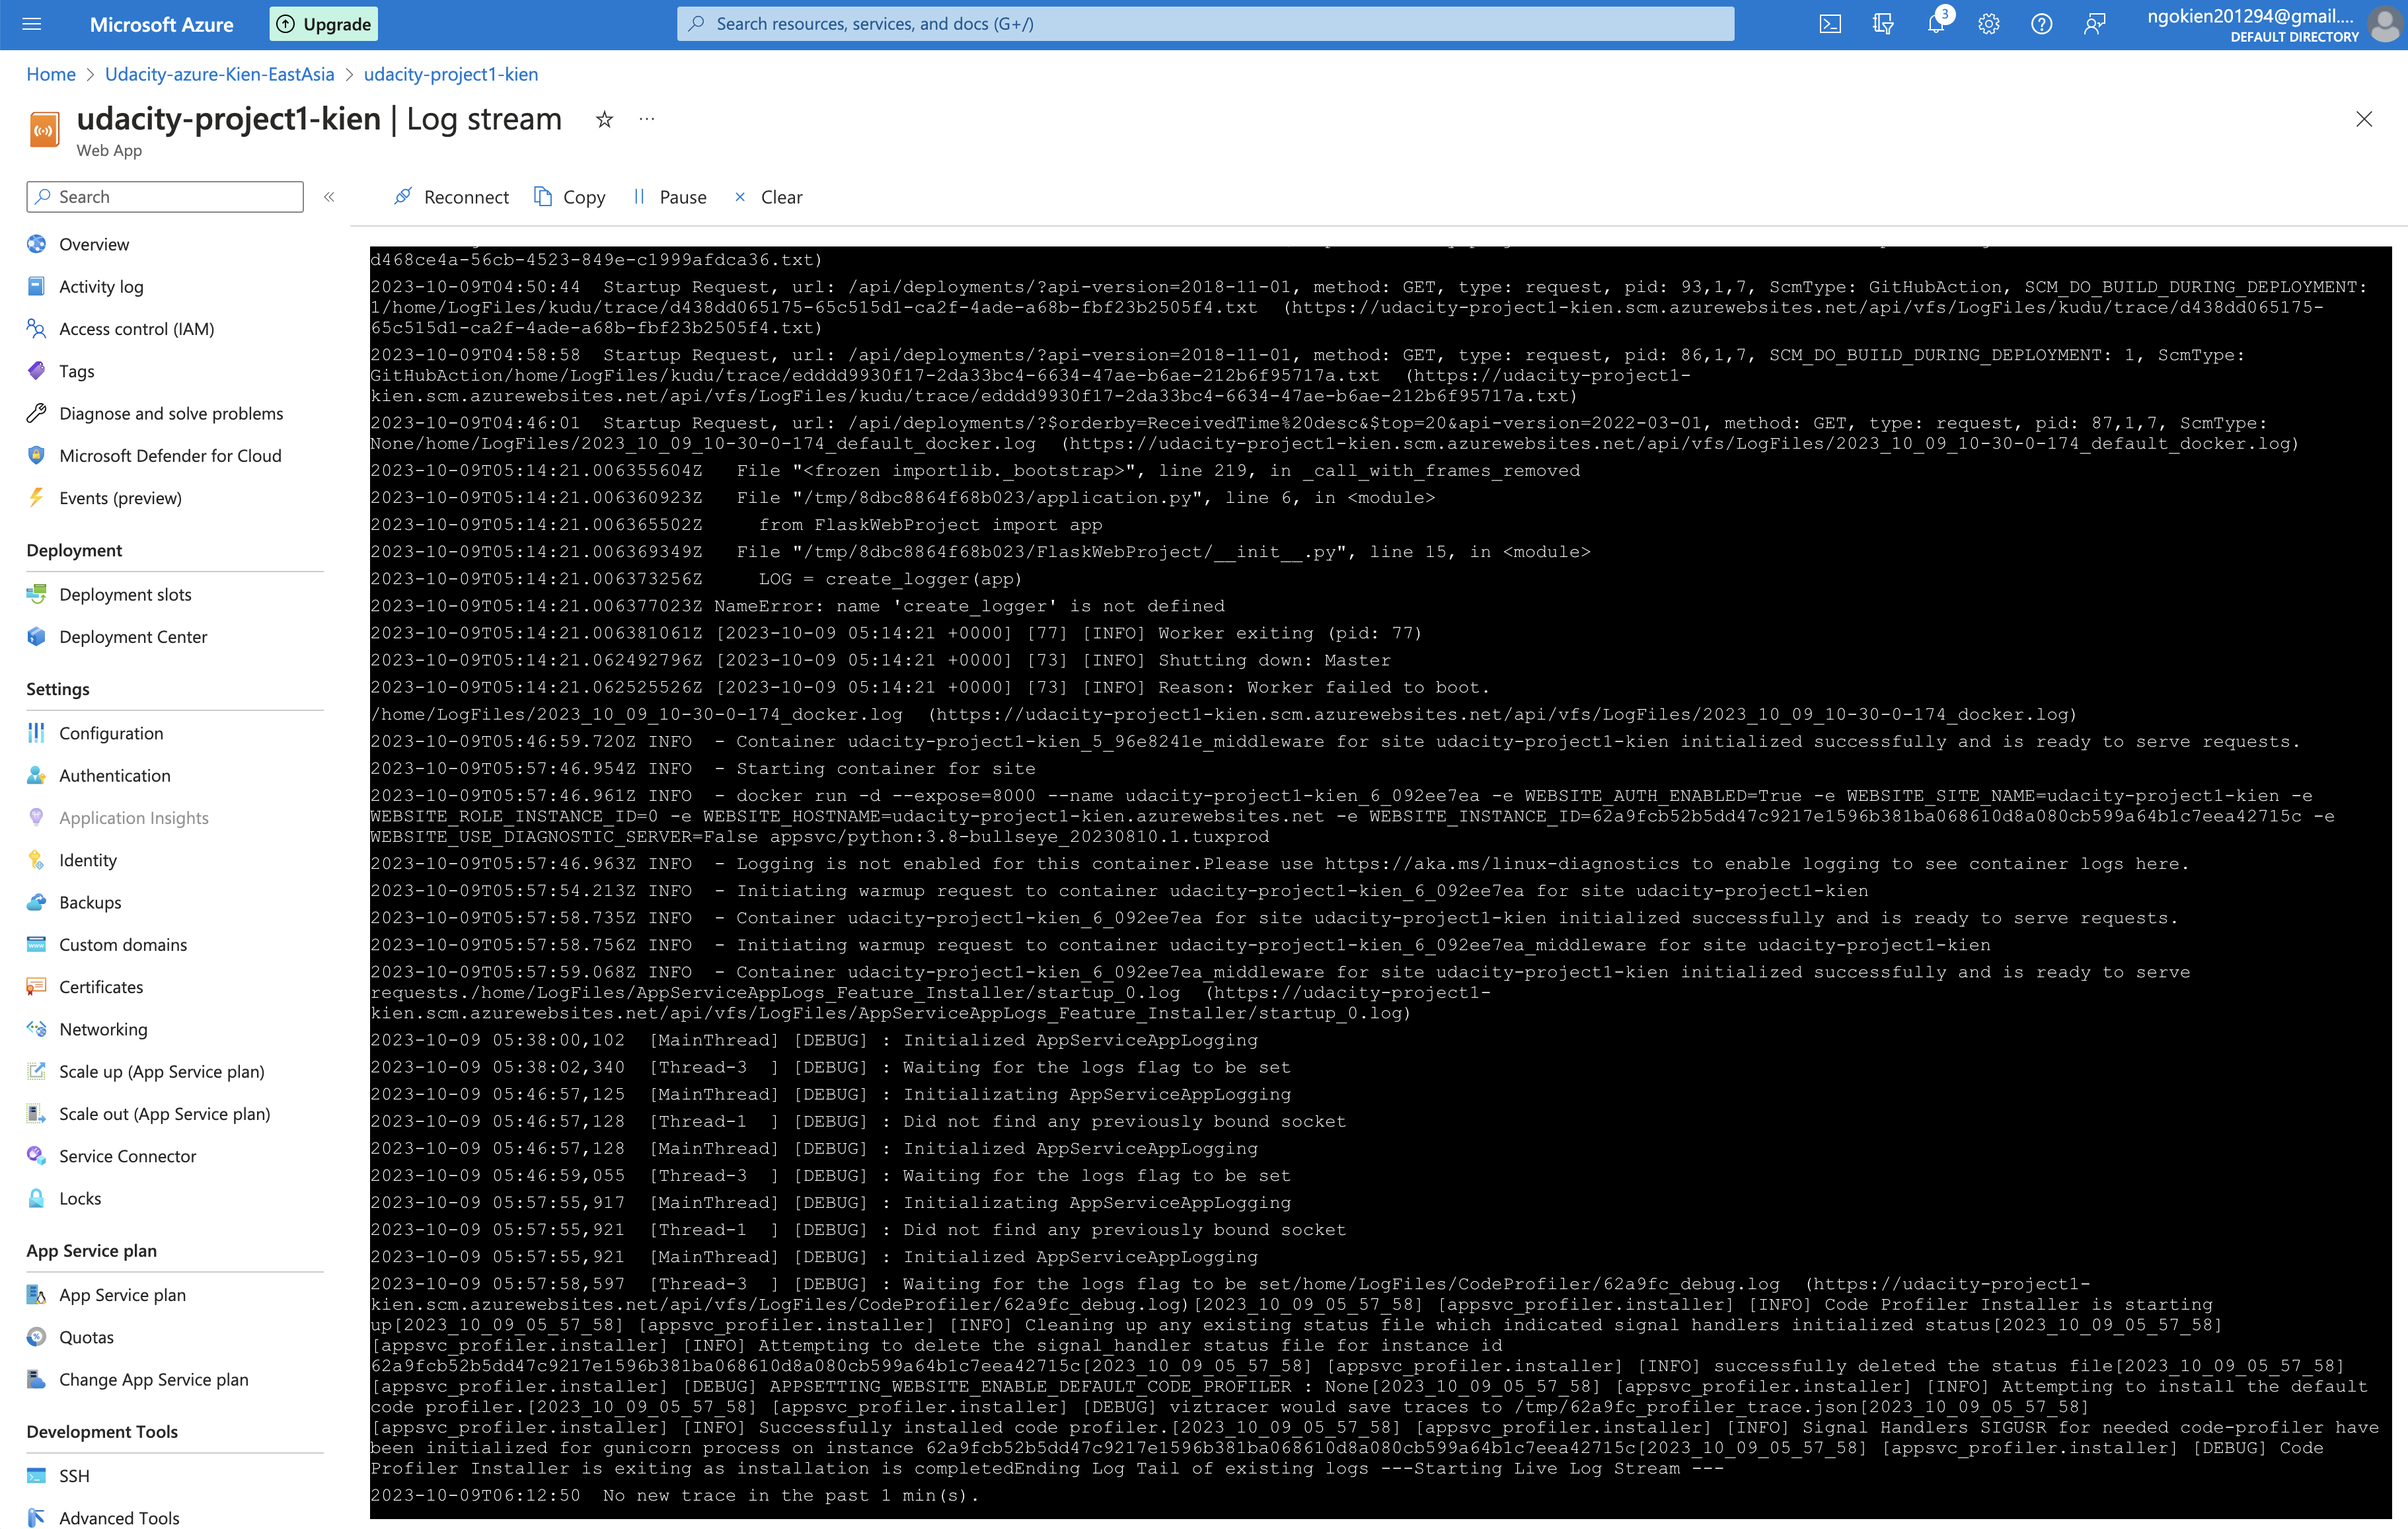 Microsoft Azure
Upgrade
Search resources, services, and docs (G+/)
3
ngokien201294@gmail....
DEFAULT DIRECTORY
Home > Udacity-azure-Kien-EastAsia > udacity-project1-kien
udacity-project1-kien | Log stream
Web App
Search
Reconnect Copy Pause Clear
Overview
Activity log
Access control (IAM)
Tags
Diagnose and solve problems
Microsoft Defender for Cloud
Events (preview)
Deployment
Deployment slots
Deployment Center
Settings
Configuration
Authentication
Application Insights
Identity
Backups
Custom domains
Certificates
Networking
Scale up (App Service plan)
Scale out (App Service plan)
Service Connector
Locks
App Service plan
App Service plan
Quotas
Change App Service plan
Development Tools
SSH
Advanced Tools
d468ce4a-56cb-4523-849e-c1999afdca36.txt)
2023-10-09T04:50:44  Startup Request, url: /api/deployments/?api-version=2018-11-01, method: GET, type: request, pid: 93,1,7, ScmType: GitHubAction, SCM_DO_BUILD_DURING_DEPLOYMENT:
1/home/LogFiles/kudu/trace/d438dd065175-65c515d1-ca2f-4ade-a68b-fbf23b2505f4.txt  (https://udacity-project1-kien.scm.azurewebsites.net/api/vfs/LogFiles/kudu/trace/d438dd065175-
65c515d1-ca2f-4ade-a68b-fbf23b2505f4.txt)
2023-10-09T04:58:58  Startup Request, url: /api/deployments/?api-version=2018-11-01, method: GET, type: request, pid: 86,1,7, SCM_DO_BUILD_DURING_DEPLOYMENT: 1, ScmType:
GitHubAction/home/LogFiles/kudu/trace/edddd9930f17-2da33bc4-6634-47ae-b6ae-212b6f95717a.txt  (https://udacity-project1-
kien.scm.azurewebsites.net/api/vfs/LogFiles/kudu/trace/edddd9930f17-2da33bc4-6634-47ae-b6ae-212b6f95717a.txt)
2023-10-09T04:46:01  Startup Request, url: /api/deployments/?$orderby=ReceivedTime%20desc&$top=20&api-version=2022-03-01, method: GET, type: request, pid: 87,1,7, ScmType:
None/home/LogFiles/2023_10_09_10-30-0-174_default_docker.log  (https://udacity-project1-kien.scm.azurewebsites.net/api/vfs/LogFiles/2023_10_09_10-30-0-174_default_docker.log)
2023-10-09T05:14:21.006355604Z   File "<frozen importlib._bootstrap>", line 219, in _call_with_frames_removed
2023-10-09T05:14:21.006360923Z   File "/tmp/8dbc8864f68b023/application.py", line 6, in <module>
2023-10-09T05:14:21.006365502Z     from FlaskWebProject import app
2023-10-09T05:14:21.006369349Z   File "/tmp/8dbc8864f68b023/FlaskWebProject/__init__.py", line 15, in <module>
2023-10-09T05:14:21.006373256Z     LOG = create_logger(app)
2023-10-09T05:14:21.006377023Z NameError: name 'create_logger' is not defined
2023-10-09T05:14:21.006381061Z [2023-10-09 05:14:21 +0000] [77] [INFO] Worker exiting (pid: 77)
2023-10-09T05:14:21.062492796Z [2023-10-09 05:14:21 +0000] [73] [INFO] Shutting down: Master
2023-10-09T05:14:21.062525526Z [2023-10-09 05:14:21 +0000] [73] [INFO] Reason: Worker failed to boot.
/home/LogFiles/2023_10_09_10-30-0-174_docker.log  (https://udacity-project1-kien.scm.azurewebsites.net/api/vfs/LogFiles/2023_10_09_10-30-0-174_docker.log)
2023-10-09T05:46:59.720Z INFO  - Container udacity-project1-kien_5_96e8241e_middleware for site udacity-project1-kien initialized successfully and is ready to serve requests.
2023-10-09T05:57:46.954Z INFO  - Starting container for site
2023-10-09T05:57:46.961Z INFO  - docker run -d --expose=8000 --name udacity-project1-kien_6_092ee7ea -e WEBSITE_AUTH_ENABLED=True -e WEBSITE_SITE_NAME=udacity-project1-kien -e
WEBSITE_ROLE_INSTANCE_ID=0 -e WEBSITE_HOSTNAME=udacity-project1-kien.azurewebsites.net -e WEBSITE_INSTANCE_ID=62a9fcb52b5dd47c9217e1596b381ba068610d8a080cb599a64b1c7eea42715c -e
WEBSITE_USE_DIAGNOSTIC_SERVER=False appsvc/python:3.8-bullseye_20230810.1.tuxprod
2023-10-09T05:57:46.963Z INFO  - Logging is not enabled for this container.Please use https://aka.ms/linux-diagnostics to enable logging to see container logs here.
2023-10-09T05:57:54.213Z INFO  - Initiating warmup request to container udacity-project1-kien_6_092ee7ea for site udacity-project1-kien
2023-10-09T05:57:58.735Z INFO  - Container udacity-project1-kien_6_092ee7ea for site udacity-project1-kien initialized successfully and is ready to serve requests.
2023-10-09T05:57:58.756Z INFO  - Initiating warmup request to container udacity-project1-kien_6_092ee7ea_middleware for site udacity-project1-kien
2023-10-09T05:57:59.068Z INFO  - Container udacity-project1-kien_6_092ee7ea_middleware for site udacity-project1-kien initialized successfully and is ready to serve
requests./home/LogFiles/AppServiceAppLogs_Feature_Installer/startup_0.log  (https://udacity-project1-
kien.scm.azurewebsites.net/api/vfs/LogFiles/AppServiceAppLogs_Feature_Installer/startup_0.log)
2023-10-09 05:38:00,102  [MainThread] [DEBUG] : Initialized AppServiceAppLogging
2023-10-09 05:38:02,340  [Thread-3  ] [DEBUG] : Waiting for the logs flag to be set
2023-10-09 05:46:57,125  [MainThread] [DEBUG] : Initializating AppServiceAppLogging
2023-10-09 05:46:57,128  [Thread-1  ] [DEBUG] : Did not find any previously bound socket
2023-10-09 05:46:57,128  [MainThread] [DEBUG] : Initialized AppServiceAppLogging
2023-10-09 05:46:59,055  [Thread-3  ] [DEBUG] : Waiting for the logs flag to be set
2023-10-09 05:57:55,917  [MainThread] [DEBUG] : Initializating AppServiceAppLogging
2023-10-09 05:57:55,921  [Thread-1  ] [DEBUG] : Did not find any previously bound socket
2023-10-09 05:57:55,921  [MainThread] [DEBUG] : Initialized AppServiceAppLogging
2023-10-09 05:57:58,597  [Thread-3  ] [DEBUG] : Waiting for the logs flag to be set/home/LogFiles/CodeProfiler/62a9fc_debug.log  (https://udacity-project1-
kien.scm.azurewebsites.net/api/vfs/LogFiles/CodeProfiler/62a9fc_debug.log)[2023_10_09_05_57_58] [appsvc_profiler.installer] [INFO] Code Profiler Installer is starting
up[2023_10_09_05_57_58] [appsvc_profiler.installer] [INFO] Cleaning up any existing status file which indicated signal handlers initialized status[2023_10_09_05_57_58]
[appsvc_profiler.installer] [INFO] Attempting to delete the signal_handler status file for instance id
62a9fcb52b5dd47c9217e1596b381ba068610d8a080cb599a64b1c7eea42715c[2023_10_09_05_57_58] [appsvc_profiler.installer] [INFO] successfully deleted the status file[2023_10_09_05_57_58]
[appsvc_profiler.installer] [DEBUG] APPSETTING_WEBSITE_ENABLE_DEFAULT_CODE_PROFILER : None[2023_10_09_05_57_58] [appsvc_profiler.installer] [INFO] Attempting to install the default
code profiler.[2023_10_09_05_57_58] [appsvc_profiler.installer] [DEBUG] viztracer would save traces to /tmp/62a9fc_profiler_trace.json[2023_10_09_05_57_58]
[appsvc_profiler.installer] [INFO] Successfully installed code profiler.[2023_10_09_05_57_58] [appsvc_profiler.installer] [INFO] Signal Handlers SIGUSR for needed code-profiler have
been initialized for gunicorn process on instance 62a9fcb52b5dd47c9217e1596b381ba068610d8a080cb599a64b1c7eea42715c[2023_10_09_05_57_58] [appsvc_profiler.installer] [DEBUG] Code
Profiler Installer is exiting as installation is completedEnding Log Tail of existing logs ---Starting Live Log Stream ---
2023-10-09T06:12:50  No new trace in the past 1 min(s).